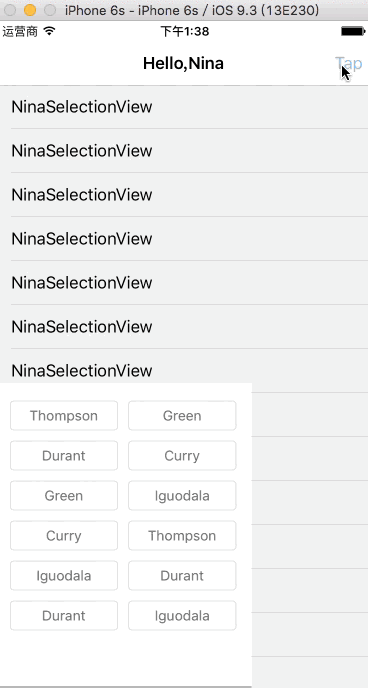 iPhone 6s - iPhone 6s / iOS 9.3 (13E230)
运营商 下午1:38
Hello,Nina Tap
NinaSelectionView
NinaSelectionView
NinaSelectionView
NinaSelectionView
NinaSelectionView
NinaSelectionView
NinaSelectionView
Thompson Green
Durant Curry
Green Iguodala
Curry Thompson
Iguodala Durant
Durant Iguodala